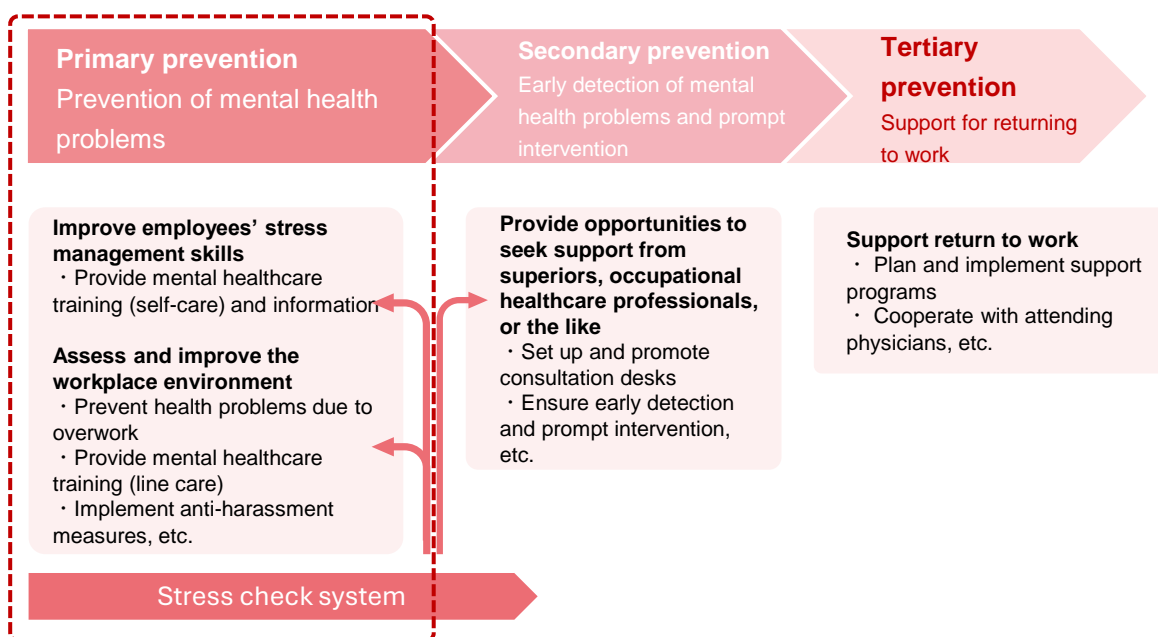 Primary prevention
Prevention of mental health
problems
Secondary prevention
Early detection of mental
health problems and prompt
intervention
Tertiary
prevention
Support for returning
to work
Improve employees’ stress
management skills
・Provide mental healthcare
training (self-care) and information
Assess and improve the
workplace environment
・Prevent health problems due to
overwork
・Provide mental healthcare
training (line care)
・Implement anti-harassment
measures, etc.
Provide opportunities to
seek support from
superiors, occupational
healthcare professionals,
or the like
・Set up and promote
consultation desks
・Ensure early detection
and prompt intervention,
etc.
Support return to work
・ Plan and implement support
programs
・ Cooperate with attending
physicians, etc.
Stress check system